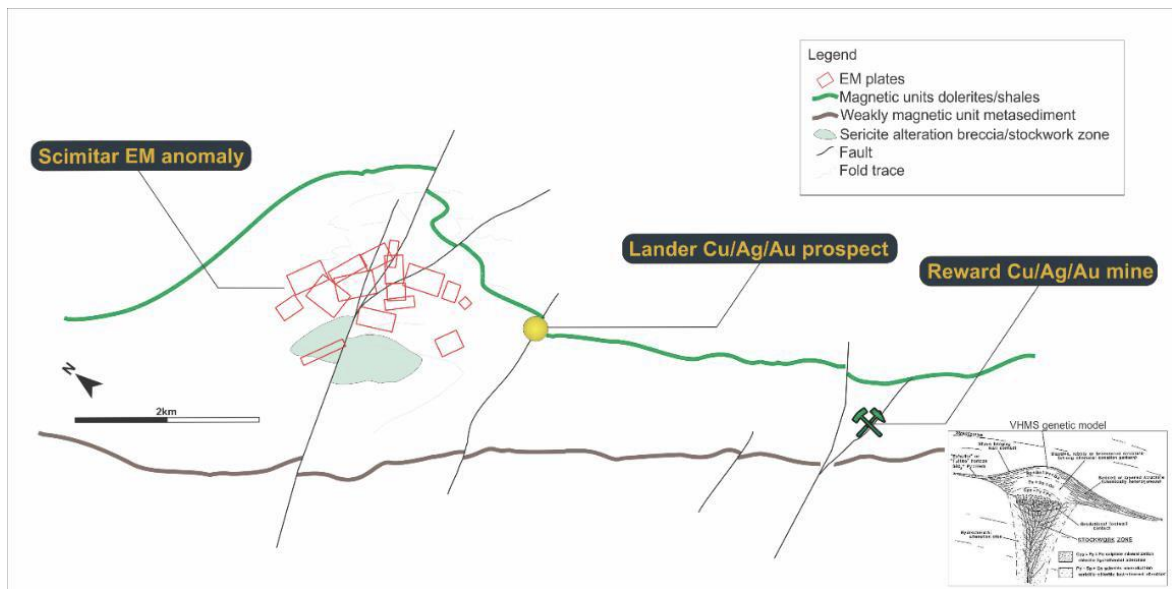 Legend
EM plates
Magnetic units dolerites/shales
Weakly magnetic unit metasediment
Sericite alteration breccia/stockwork zone
Fault
Fold trace
Scimitar EM anomaly
Lander Cu/Ag/Au prospect
Reward Cu/Ag/Au mine
N
2km
VHMS genetic model
STOCKWORK ZONE